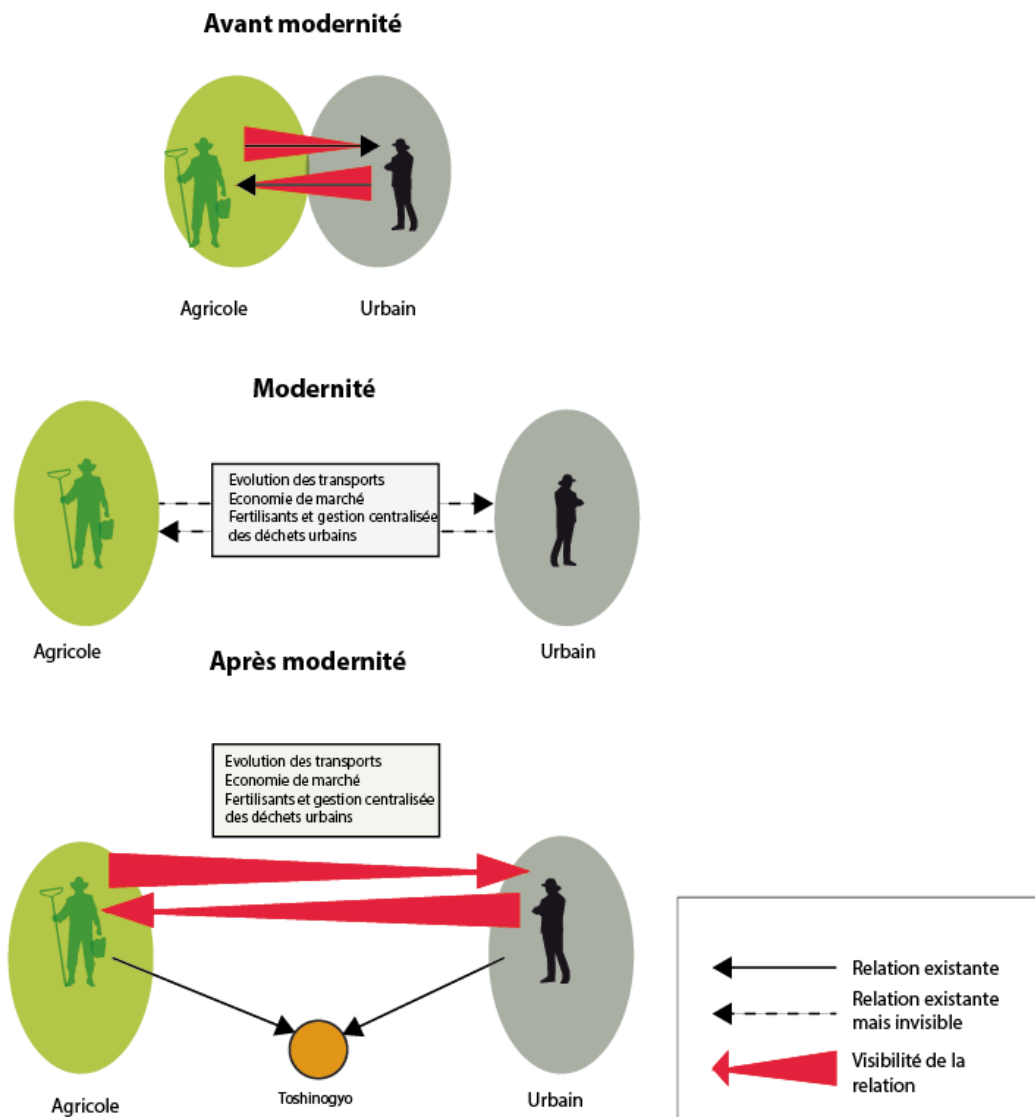 Avant modernité
Agricole
Urbain
Modernité
Evolution des transports
Economie de marché
Fertilisants et gestion centralisée
des déchets urbains
Agricole
Urbain
Après modernité
Evolution des transports
Economie de marché
Fertilisants et gestion centralisée
des déchets urbains
Agricole
Toshinogyo
Urbain
Relation existante
Relation existante
mais invisible
Visibilité de la
relation